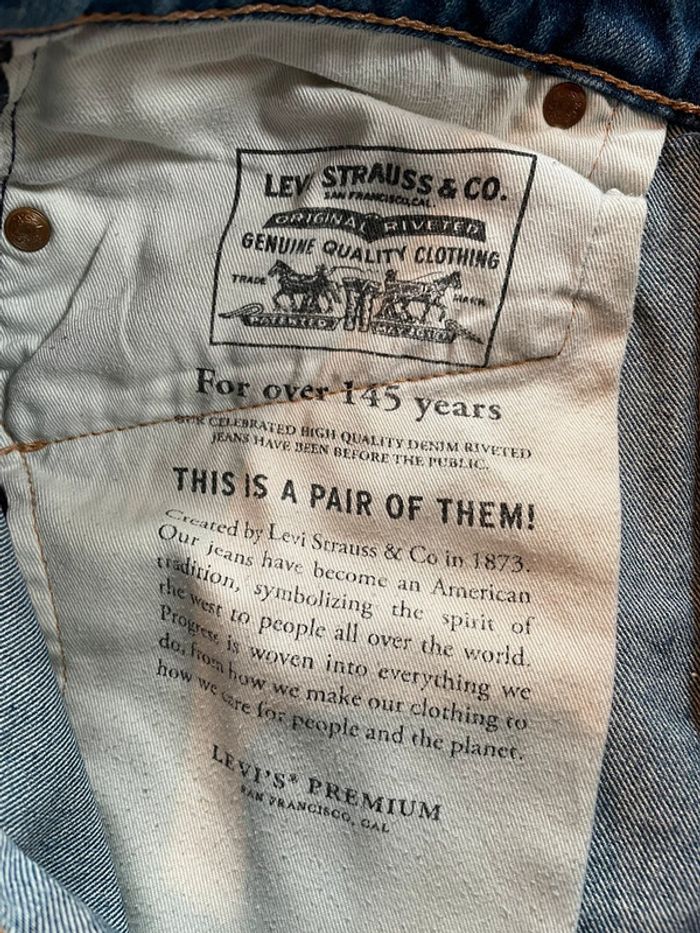 LEVI STRAUSS & CO.
SAN FRANCISCO, CAL.
ORIGINAL RIVETED
GENUINE QUALITY CLOTHING
TRADE MARK
PATENTED MAY 20 1873
For over 145 years
OUR CELEBRATED HIGH QUALITY DENIM RIVETED
JEANS HAVE BEEN BEFORE THE PUBLIC.
THIS IS A PAIR OF THEM!
Created by Levi Strauss & Co in 1873.
Our jeans have become an American
tradition, symbolizing the spirit of
the west to people all over the world.
Progress is woven into everything we
do, from how we make our clothing to
how we care for people and the planet.
LEVI'S® PREMIUM
SAN FRANCISCO, CAL